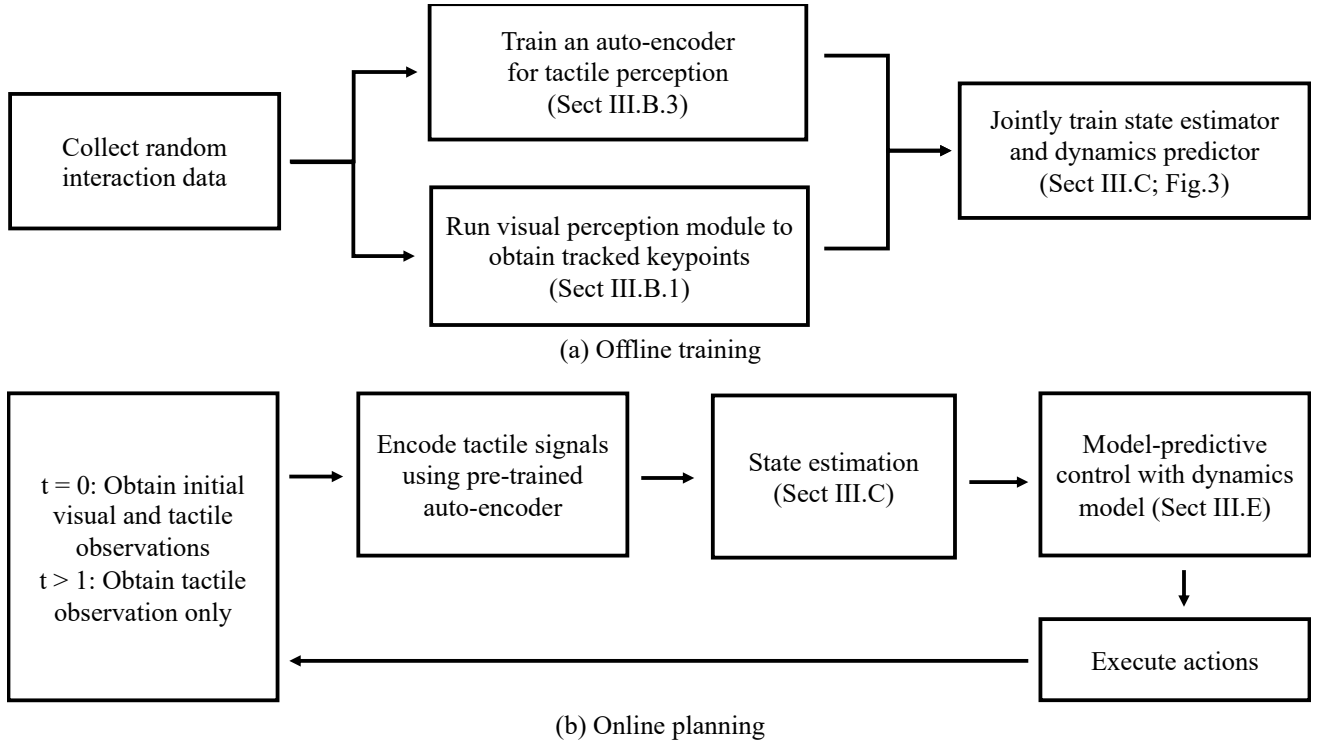 Collect random
interaction data
Train an auto-encoder
for tactile perception
(Sect III.B.3)
Run visual perception module to
obtain tracked keypoints
(Sect III.B.1)
Jointly train state estimator
and dynamics predictor
(Sect III.C; Fig.3)
(a) Offline training
t = 0: Obtain initial
visual and tactile
observations
t > 1: Obtain tactile
observation only
Encode tactile signals
using pre-trained
auto-encoder
State estimation
(Sect III.C)
Model-predictive
control with dynamics
model (Sect III.E)
Execute actions
(b) Online planning